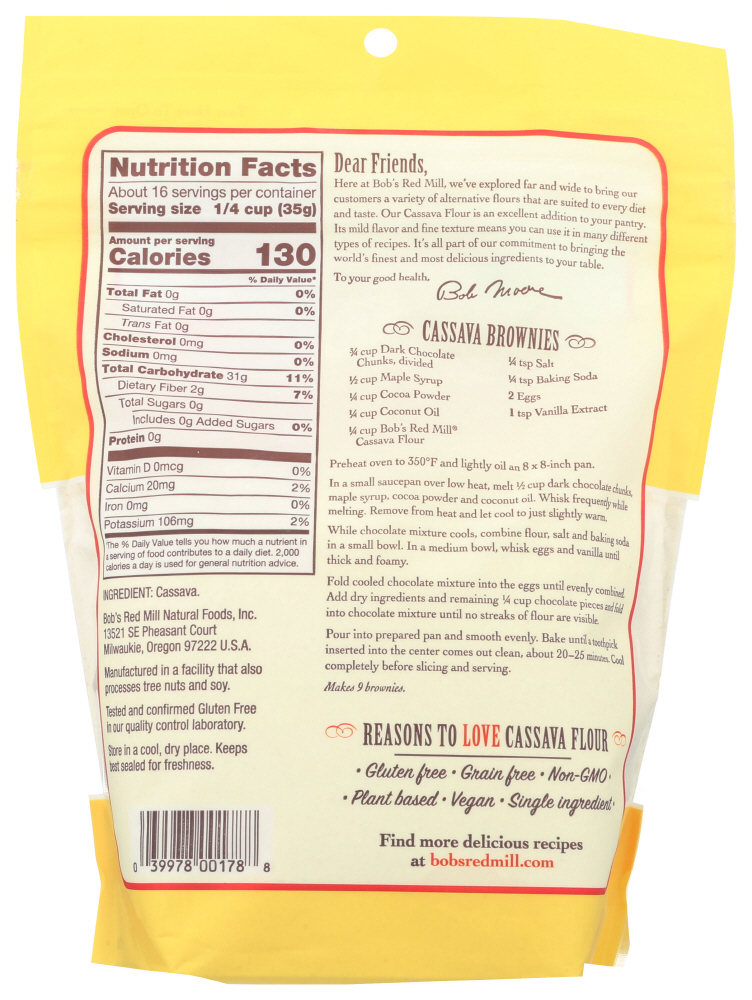 Nutrition Facts
About 16 servings per container
Serving size 1/4 cup (35g)
Amount per serving
Calories 130
% Daily Value*
Total Fat 0g 0%
Saturated Fat 0g 0%
Trans Fat 0g
Cholesterol 0mg 0%
Sodium 0mg 0%
Total Carbohydrate 31g 11%
Dietary Fiber 2g 7%
Total Sugars 0g
Includes 0g Added Sugars 0%
Protein 0g
Vitamin D 0mcg 0%
Calcium 20mg 2%
Iron 0mg 0%
Potassium 106mg 2%
*The % Daily Value tells you how much a nutrient in
a serving of food contributes to a daily diet. 2,000
calories a day is used for general nutrition advice.
INGREDIENT: Cassava.
Bob's Red Mill Natural Foods, Inc.
13521 SE Pheasant Court
Milwaukie, Oregon 97222 U.S.A.
Manufactured in a facility that also
processes tree nuts and soy.
Tested and confirmed Gluten Free
in our quality control laboratory.
Store in a cool, dry place. Keeps
best sealed for freshness.
0 39978 00178 8
Dear Friends,
Here at Bob's Red Mill, we've explored far and wide to bring our
customers a variety of alternative flours that are suited to every diet
and taste. Our Cassava Flour is an excellent addition to your pantry.
Its mild flavor and fine texture means you can use it in many different
types of recipes. It's all part of our commitment to bringing the
world's finest and most delicious ingredients to your table.
To your good health,
Bob Moore
CASSAVA BROWNIES
¾ cup Dark Chocolate
Chunks, divided
½ cup Maple Syrup
¼ cup Cocoa Powder
¼ cup Coconut Oil
¼ cup Bob's Red Mill®
Cassava Flour
¼ tsp Salt
¼ tsp Baking Soda
2 Eggs
1 tsp Vanilla Extract
Preheat oven to 350°F and lightly oil an 8 x 8-inch pan.
In a small saucepan over low heat, melt ½ cup dark chocolate chunks,
maple syrup, cocoa powder and coconut oil. Whisk frequently while
melting. Remove from heat and let cool to just slightly warm.
While chocolate mixture cools, combine flour, salt and baking soda
in a small bowl. In a medium bowl, whisk eggs and vanilla until
thick and foamy.
Fold cooled chocolate mixture into the eggs until evenly combined.
Add dry ingredients and remaining ¼ cup chocolate pieces and fold
into chocolate mixture until no streaks of flour are visible.
Pour into prepared pan and smooth evenly. Bake until a toothpick
inserted into the center comes out clean, about 20–25 minutes. Cool
completely before slicing and serving.
Makes 9 brownies.
REASONS TO LOVE CASSAVA FLOUR
• Gluten free • Grain free • Non-GMO •
• Plant based • Vegan • Single ingredient •
Find more delicious recipes
at bobsredmill.com